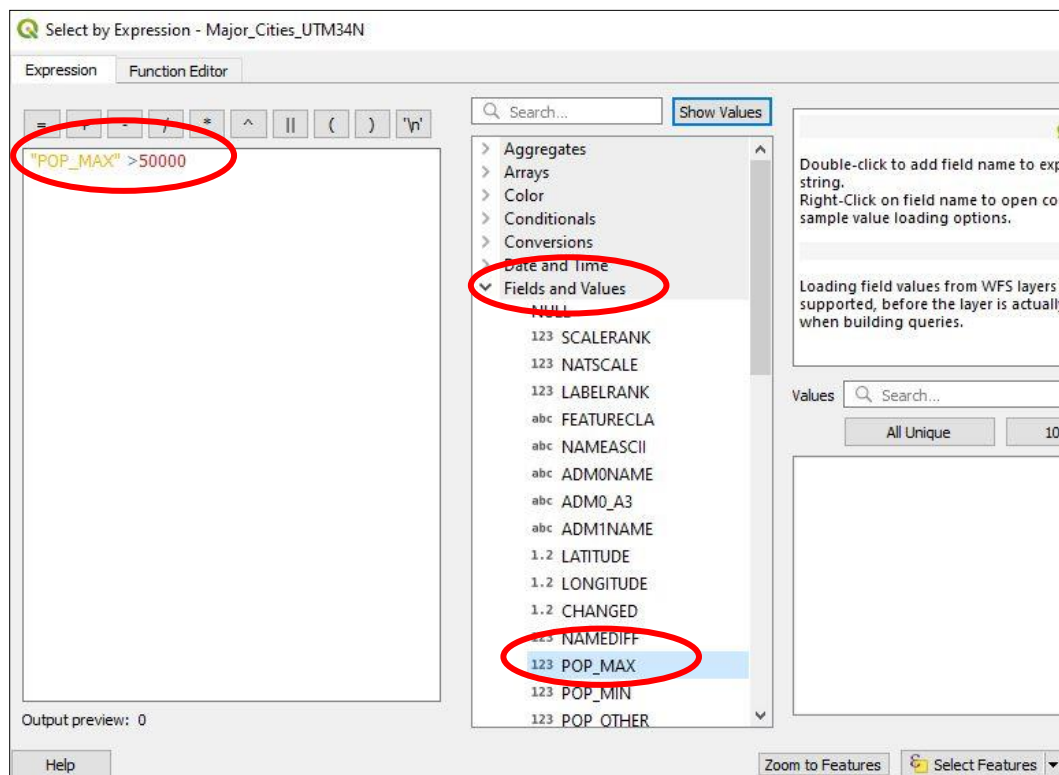 Select by Expression - Major_Cities_UTM34N
Expression
Function Editor
= + - / * ^ || ( ) '\n'
"POP_MAX" >50000
Search...
Show Values
Aggregates
Arrays
Color
Conditionals
Conversions
Date and Time
Fields and Values
NULL
123 SCALERANK
123 NATSCALE
123 LABELRANK
abc FEATURECLA
abc NAMEASCII
abc ADM0NAME
abc ADM0_A3
abc ADM1NAME
1.2 LATITUDE
1.2 LONGITUDE
1.2 CHANGED
123 NAMEDIFF
123 POP_MAX
123 POP_MIN
123 POP_OTHER
Double-click to add field name to exp
string.
Right-Click on field name to open co
sample value loading options.
Loading field values from WFS layers
supported, before the layer is actually
when building queries.
Values
Search...
All Unique
10
Output preview: 0
Help
Zoom to Features
Select Features